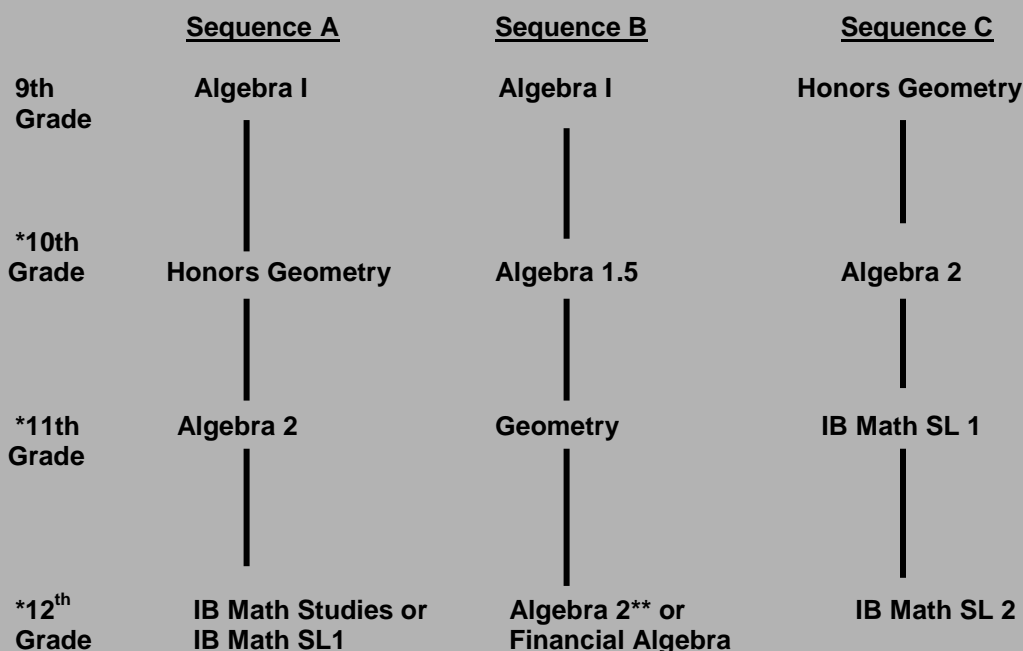 Sequence A Sequence B Sequence C
9th Grade Algebra I Algebra I Honors Geometry
*10th Grade Honors Geometry Algebra 1.5 Algebra 2
*11th Grade Algebra 2 Geometry IB Math SL 1
*12th Grade IB Math Studies or IB Math SL1 Algebra 2** or Financial Algebra IB Math SL 2